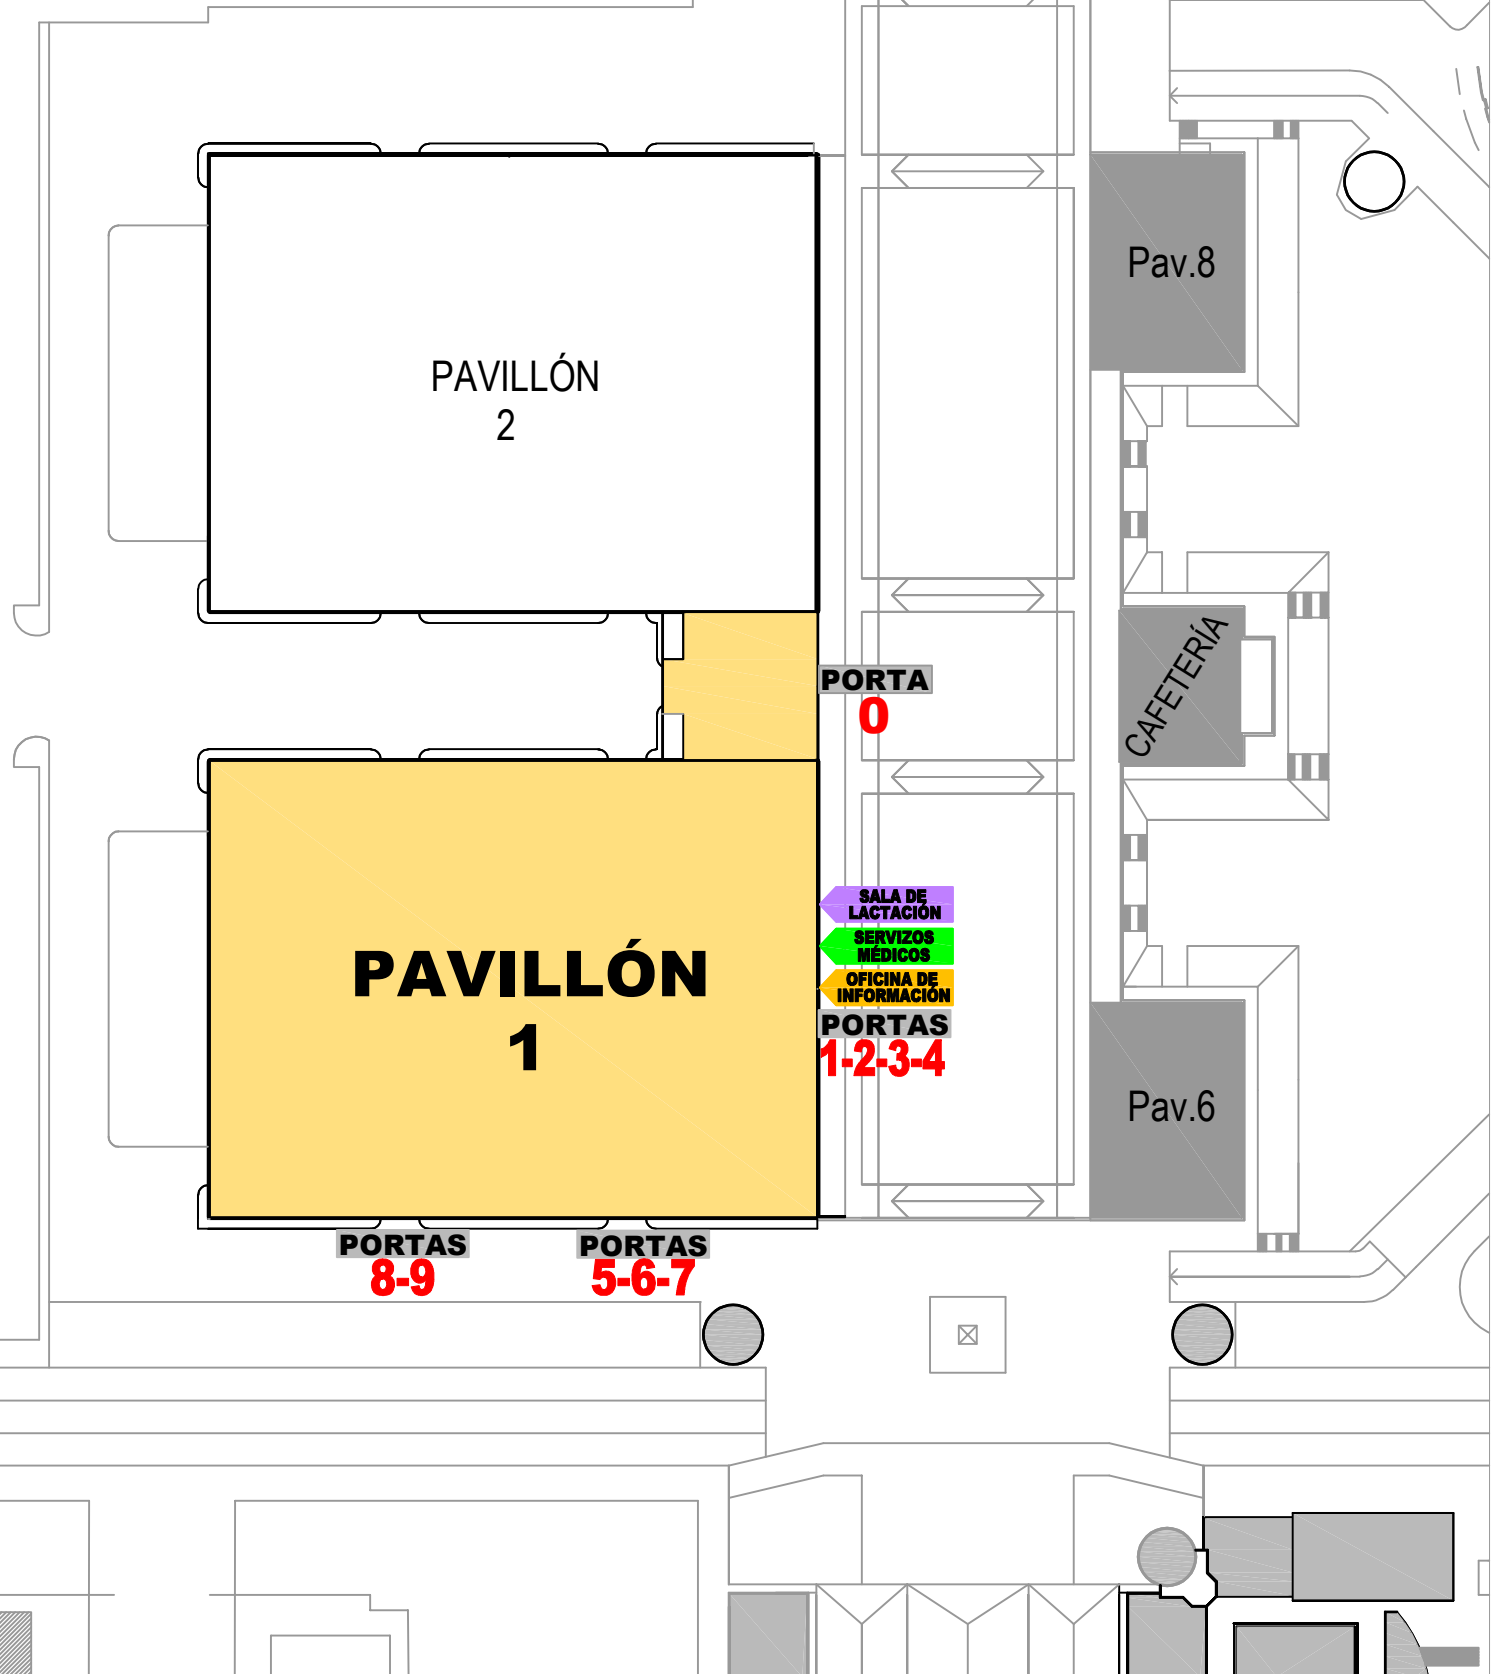 Pav.8
PAVILLÓN
2
CAFETERÍA
PORTA
0
SALA DE
LACTACIÓN
SERVIZOS
MÉDICOS
OFICINA DE
INFORMACIÓN
PORTAS
1-2-3-4
PAVILLÓN
1
Pav.6
PORTAS
8-9
PORTAS
5-6-7